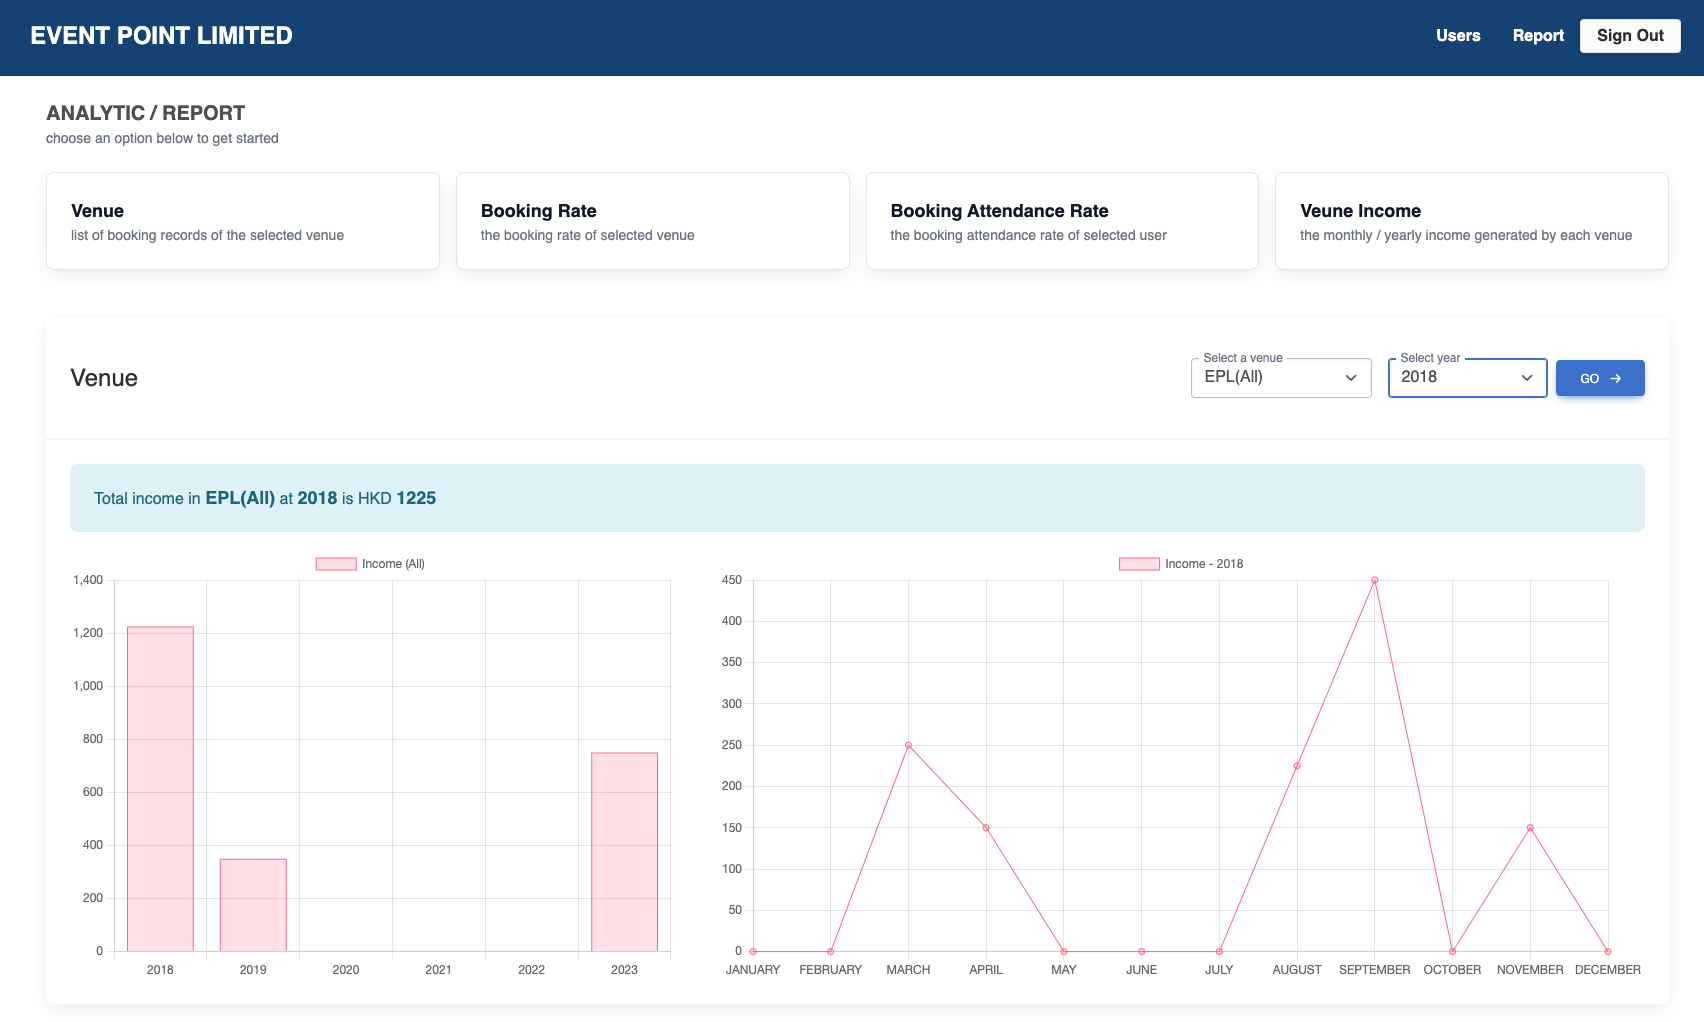 EVENT POINT LIMITED
Users Report Sign Out
ANALYTIC / REPORT
choose an option below to get started
Venue
list of booking records of the selected venue
Booking Rate
the booking rate of selected venue
Booking Attendance Rate
the booking attendance rate of selected user
Veune Income
the monthly / yearly income generated by each venue
Venue
Select a venue
EPL(All)
Select year
2018
GO →
Total income in EPL(All) at 2018 is HKD 1225
Income (All)
1,400
1,200
1,000
800
600
400
200
0
2018 2019 2020 2021 2022 2023
Income - 2018
450
400
350
300
250
200
150
100
50
0
JANUARY FEBRUARY MARCH APRIL MAY JUNE JULY AUGUST SEPTEMBER OCTOBER NOVEMBER DECEMBER